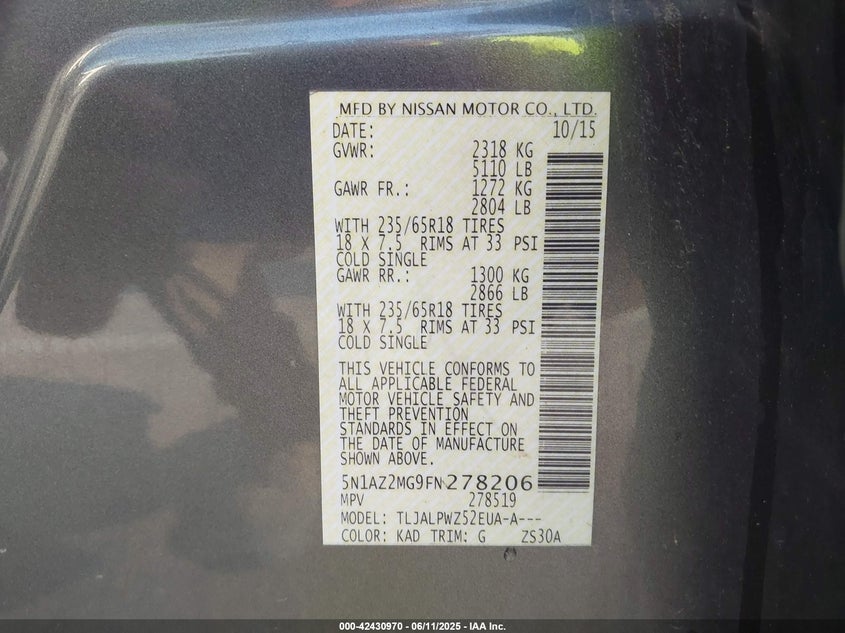 MFD BY NISSAN MOTOR CO., LTD.
DATE: 10/15
GVWR: 2318 KG
5110 LB
GAWR FR.: 1272 KG
2804 LB
WITH 235/65R18 TIRES
18 X 7.5 RIMS AT 33 PSI
COLD SINGLE
GAWR RR.: 1300 KG
2866 LB
WITH 235/65R18 TIRES
18 X 7.5 RIMS AT 33 PSI
COLD SINGLE
THIS VEHICLE CONFORMS TO
ALL APPLICABLE FEDERAL
MOTOR VEHICLE SAFETY AND
THEFT PREVENTION
STANDARDS IN EFFECT ON
THE DATE OF MANUFACTURE
SHOWN ABOVE.
5N1AZ2MG9FN278206
MPV 278519
MODEL: TLJALPWZ52EUA-A---
COLOR: KAD TRIM: G ZS30A
000-42430970 - 06/11/2025 - IAA Inc.